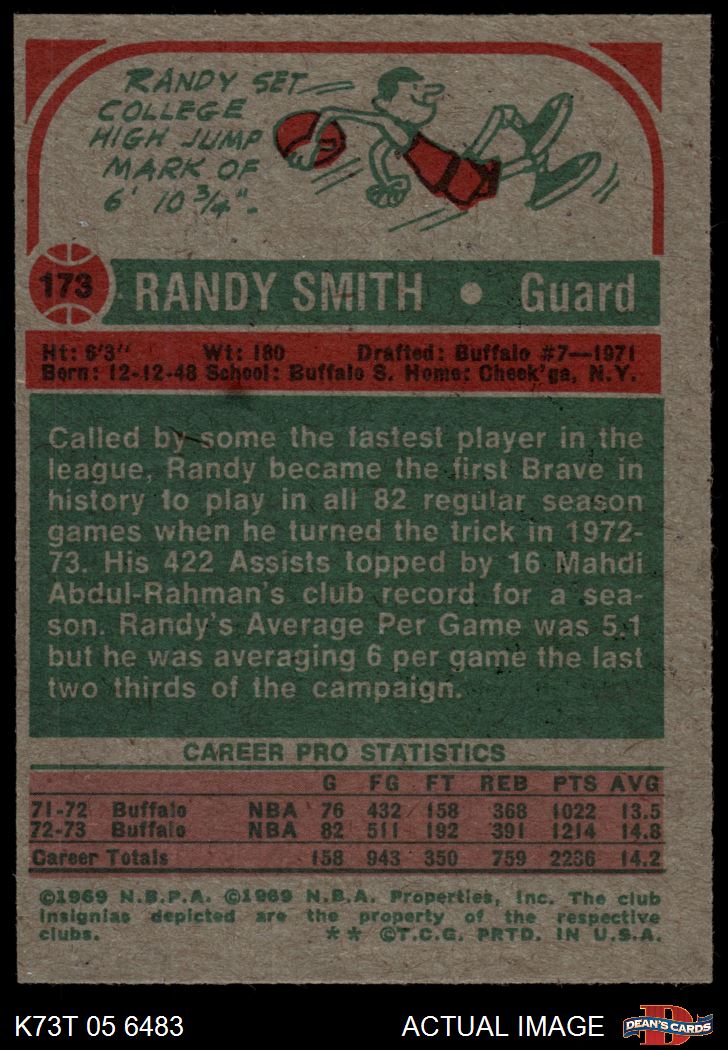 RANDY SET
COLLEGE
HIGH JUMP
MARK OF
6' 10 3/4".
173
RANDY SMITH • Guard
Ht: 6'3" Wt: 180 Drafted: Buffalo #7—1971
Born: 12-12-48 School: Buffalo S. Home: Cheek'ga, N.Y.
Called by some the fastest player in the
league, Randy became the first Brave in
history to play in all 82 regular season
games when he turned the trick in 1972-
73. His 422 Assists topped by 16 Mahdi
Abdul-Rahman's club record for a sea-
son. Randy's Average Per Game was 5.1
but he was averaging 6 per game the last
two thirds of the campaign.
CAREER PRO STATISTICS
G FG FT REB PTS AVG
71-72 Buffalo NBA 76 432 158 368 1022 13.5
72-73 Buffalo NBA 82 511 192 391 1214 14.8
Career Totals 158 943 350 759 2236 14.2
©1969 N.B.P.A. ©1969 N.B.A. Properties, Inc. The club
insignias depicted are the property of the respective
clubs. ** ©T.C.G. PRTD. IN U.S.A.
K73T 05 6483 ACTUAL IMAGE
DEAN'S CARDS